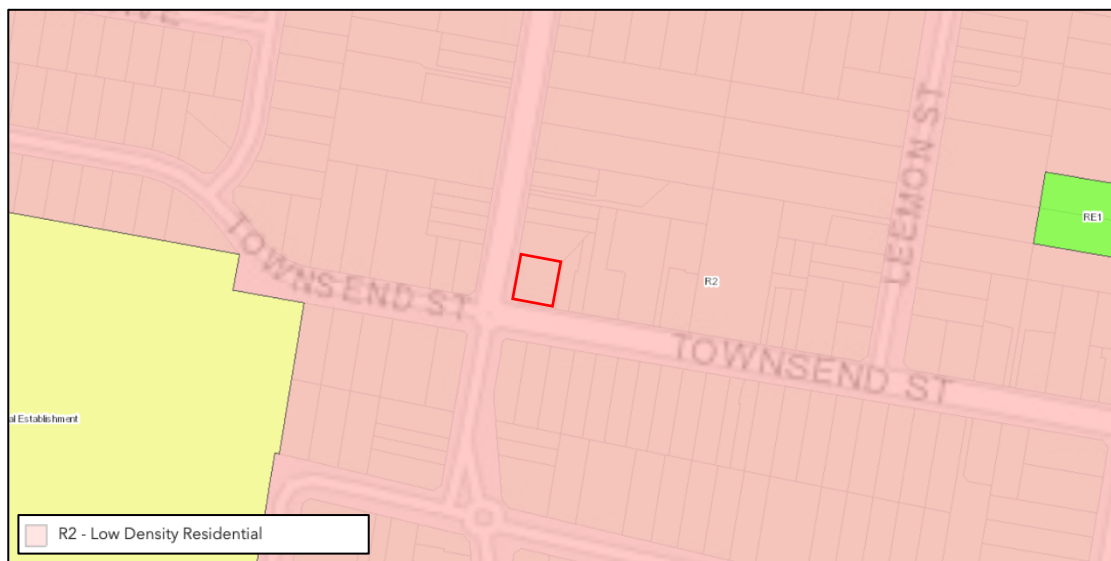 TOWNSEND ST
LEEMON ST
RE1
R2
TOWNSEND ST
al Establishment
R2 - Low Density Residential